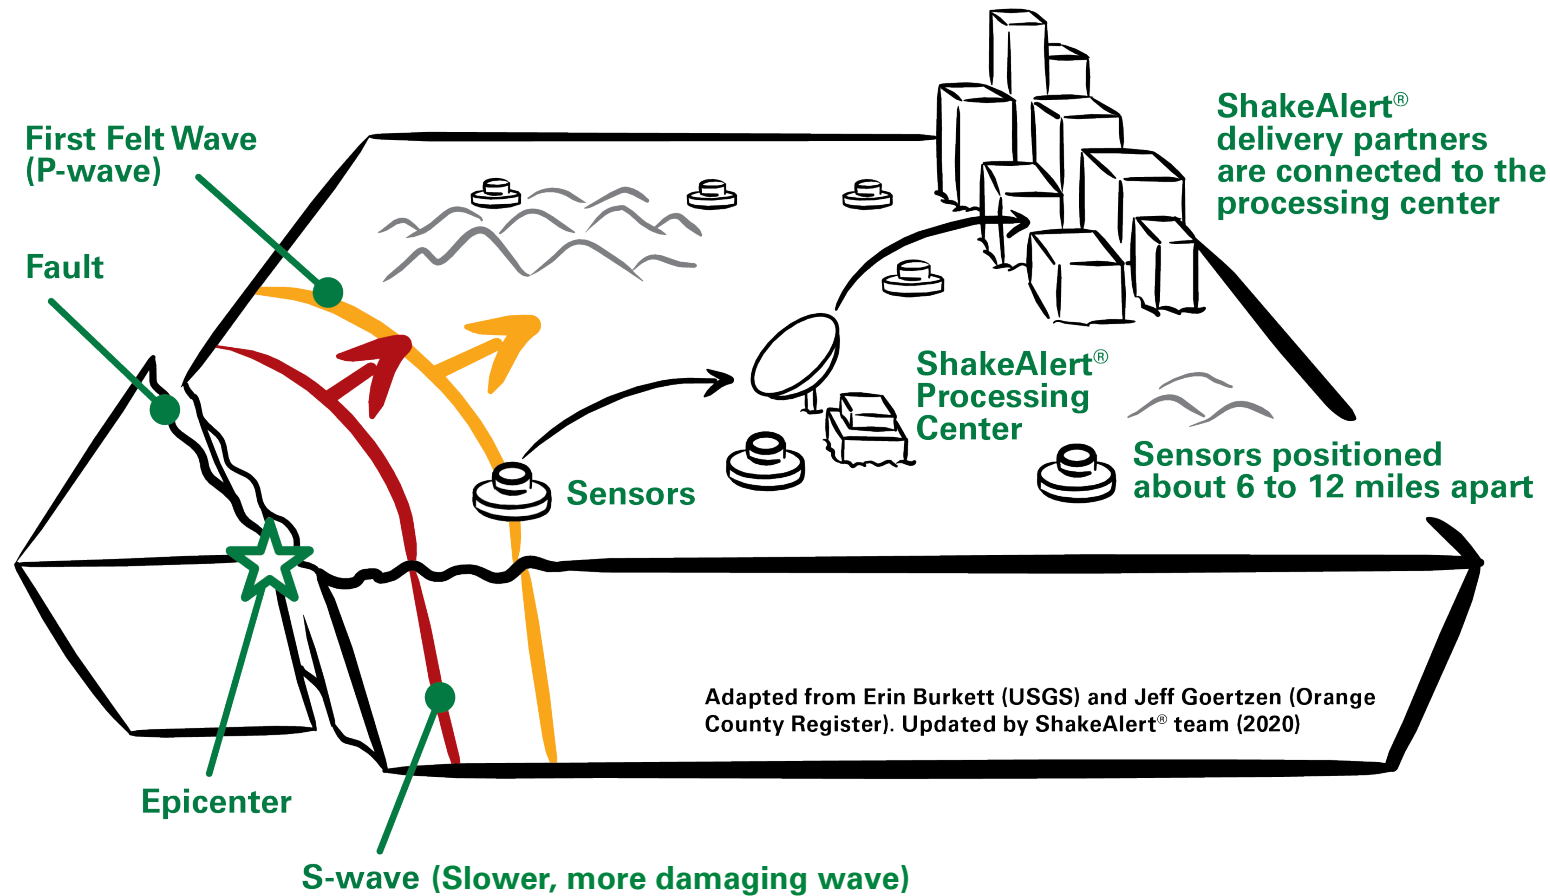 First Felt Wave
(P-wave)
Fault
ShakeAlert®
delivery partners
are connected to the
processing center
ShakeAlert®
Processing
Center
Sensors
Sensors positioned
about 6 to 12 miles apart
Adapted from Erin Burkett (USGS) and Jeff Goertzen (Orange
County Register). Updated by ShakeAlert® team (2020)
Epicenter
S-wave (Slower, more damaging wave)